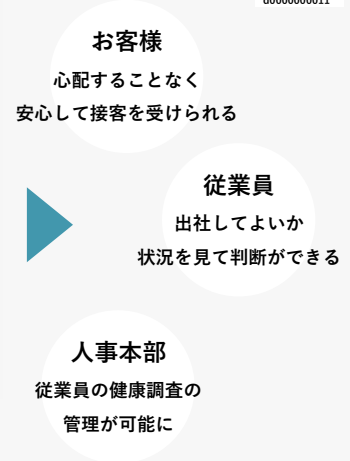 お客様
心配することなく
安心して接客を受けられる
従業員
出社してよいか
状況を見て判断ができる
人事本部
従業員の健康調査の
管理が可能に